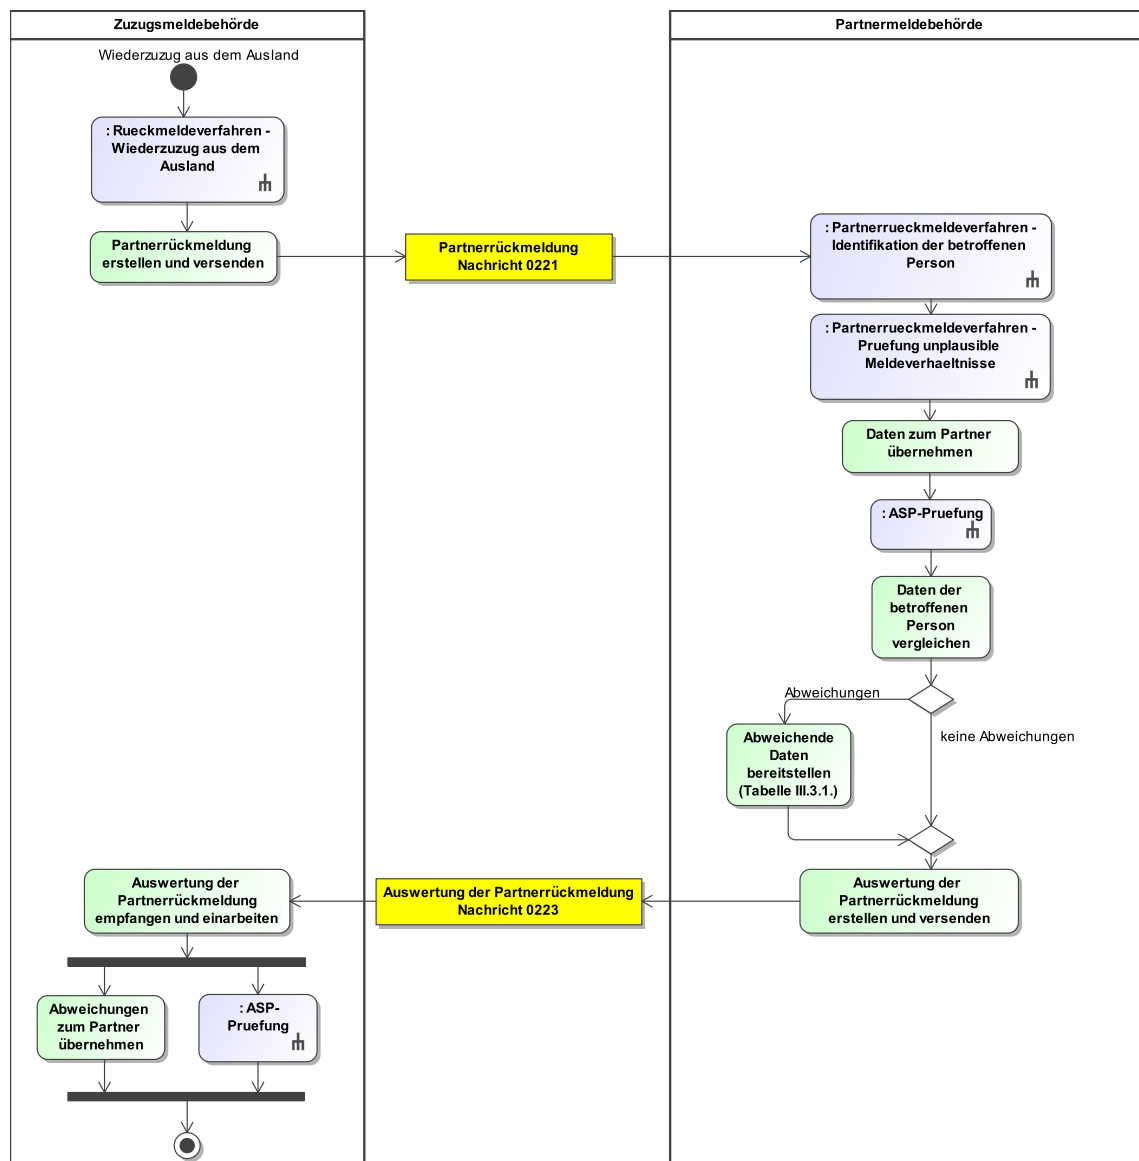 Zuzugsmeldebehörde
Partnermeldebehörde
Wiederzuzug aus dem Ausland
: Rueckmeldeverfahren -
Wiederzuzug aus dem
Ausland
Partnerrückmeldung
erstellen und versenden
Partnerrückmeldung
Nachricht 0221
: Partnerrueckmeldeverfahren -
Identifikation der betroffenen
Person
: Partnerrueckmeldeverfahren -
Pruefung unplausible
Meldeverhaeltnisse
Daten zum Partner
übernehmen
: ASP-Pruefung
Daten der
betroffenen
Person
vergleichen
Abweichungen
keine Abweichungen
Abweichende
Daten
bereitstellen
(Tabelle III.3.1.)
Auswertung der
Partnerrückmeldung
erstellen und versenden
Auswertung der Partnerrückmeldung
Nachricht 0223
Auswertung der
Partnerrückmeldung
empfangen und einarbeiten
Abweichungen
zum Partner
übernehmen
: ASP-
Pruefung